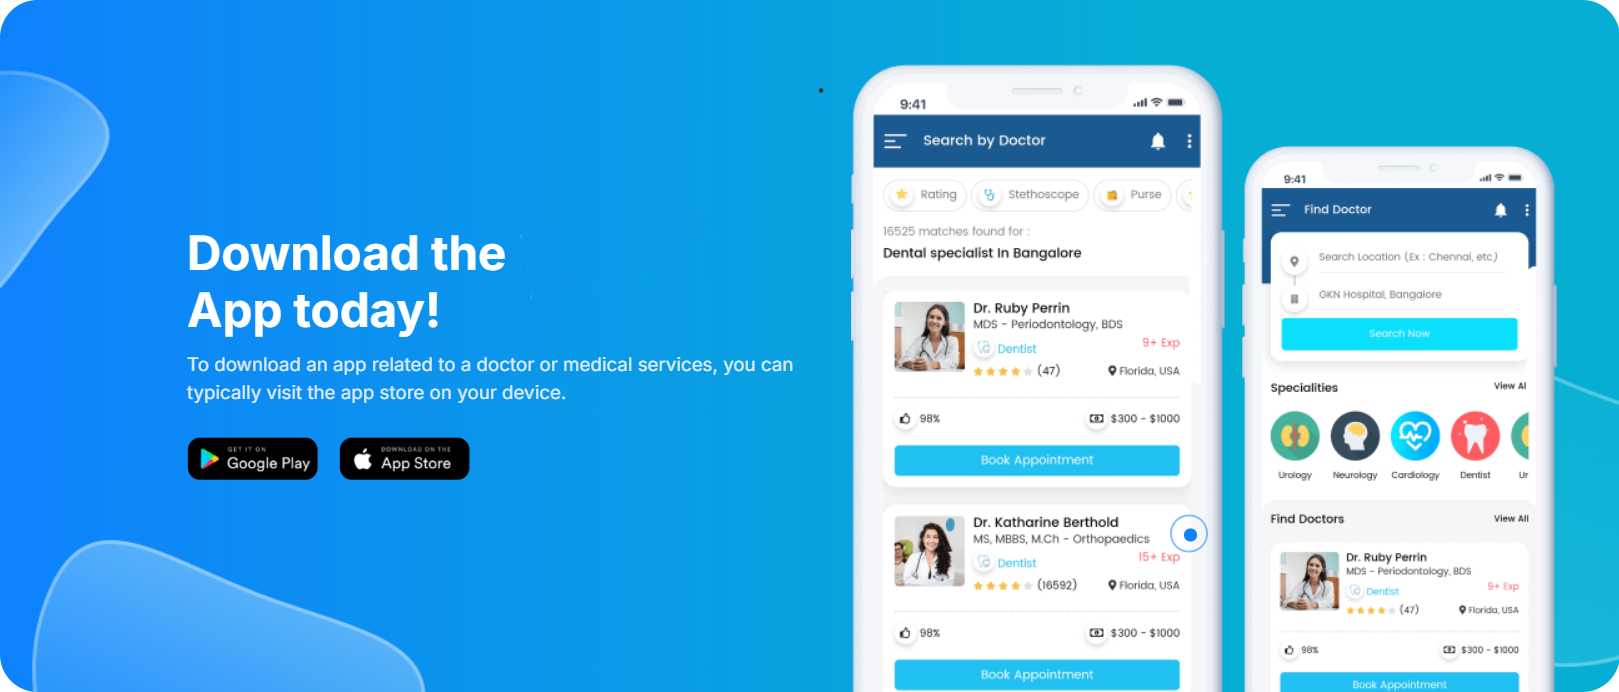 Download the
App today!
To download an app related to a doctor or medical services, you can
typically visit the app store on your device.
GET IT ON
Google Play
DOWNLOAD ON THE
App Store
9:41
Search by Doctor
Rating
Stethoscope
Purse
16525 matches found for :
Dental specialist In Bangalore
Dr. Ruby Perrin
MDS - Periodontology, BDS
9+ Exp
Dentist
(47)
Florida, USA
98%
$300 - $1000
Book Appointment
Dr. Katharine Berthold
MS, MBBS, M.Ch - Orthopaedics
15+ Exp
Dentist
(16592)
Florida, USA
98%
$300 - $1000
Book Appointment
9:41
Find Doctor
Search Location (Ex : Chennai, etc)
GKN Hospital, Bangalore
Search Now
Specialities
View Al
Urology
Neurology
Cardiology
Dentist
Ur
Find Doctors
View All
Dr. Ruby Perrin
MDS - Periodontology, BDS
9+ Exp
Dentist
(47)
Florida, USA
98%
$300 - $1000
Book Appointment